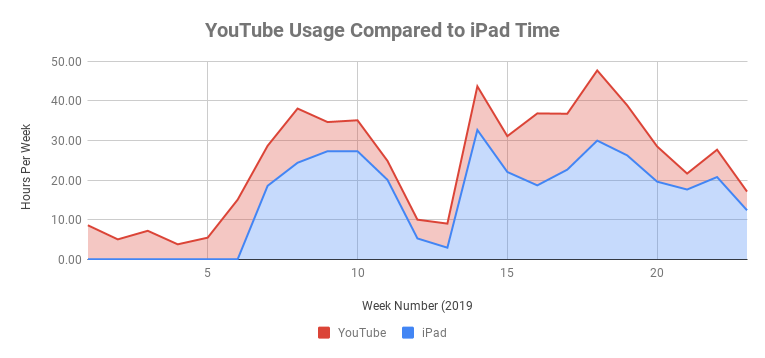 YouTube Usage Compared to iPad Time
Hours Per Week
50.00
40.00
30.00
20.00
10.00
0.00
5
10
15
20
Week Number (2019
YouTube
iPad